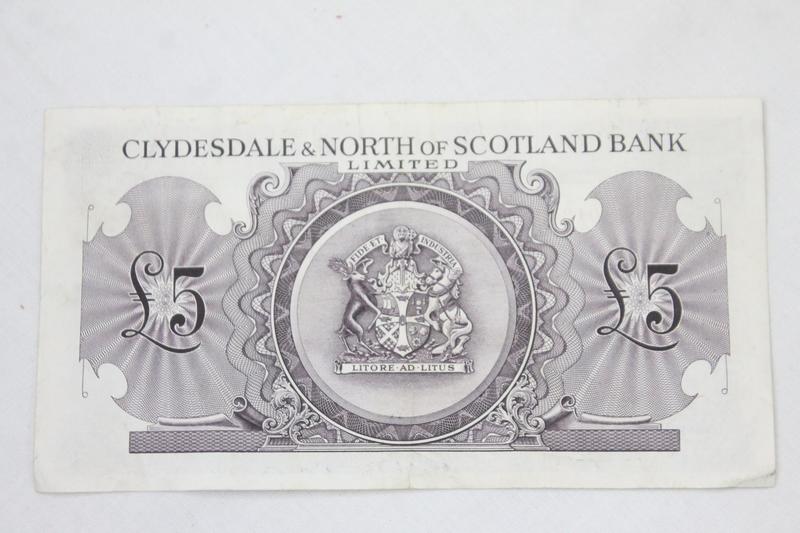 CLYDESDALE & NORTH OF SCOTLAND BANK
LIMITED
FIDE ET INDUSTRIA
£5 £5
LITORE·AD·LITUS